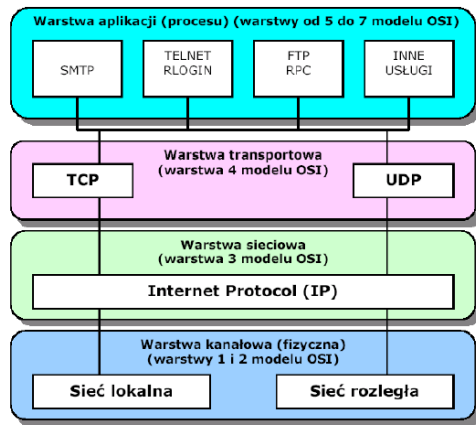 Warstwa aplikacji (procesu) (warstwy od 5 do 7 modelu OSI)
SMTP
TELNET
RLOGIN
FTP
RPC
INNE
USŁUGI
Warstwa transportowa
(warstwa 4 modelu OSI)
TCP
UDP
Warstwa sieciowa
(warstwa 3 modelu OSI)
Internet Protocol (IP)
Warstwa kanałowa (fizyczna)
(warstwy 1 i 2 modelu OSI)
Sieć lokalna
Sieć rozległa